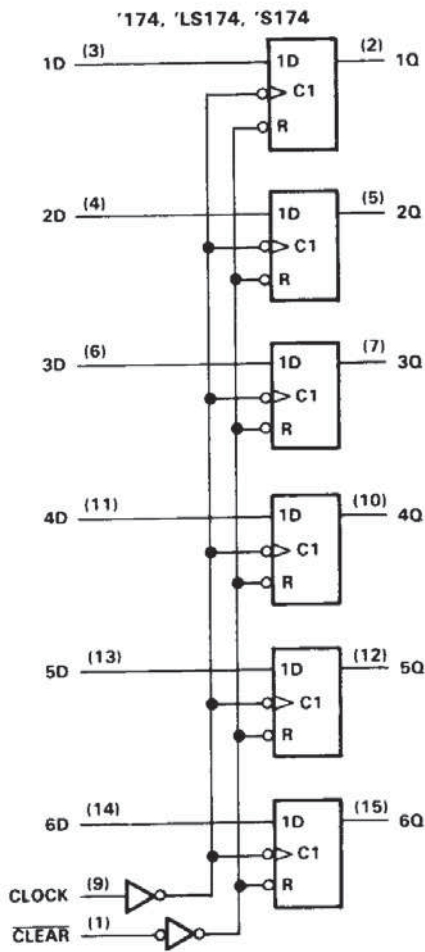 '174, 'LS174, 'S174
1D (3) 1D (2) 1Q
C1
R
2D (4) 1D (5) 2Q
C1
R
3D (6) 1D (7) 3Q
C1
R
4D (11) 1D (10) 4Q
C1
R
5D (13) 1D (12) 5Q
C1
R
6D (14) 1D (15) 6Q
C1
CLOCK (9) R
CLEAR (1)